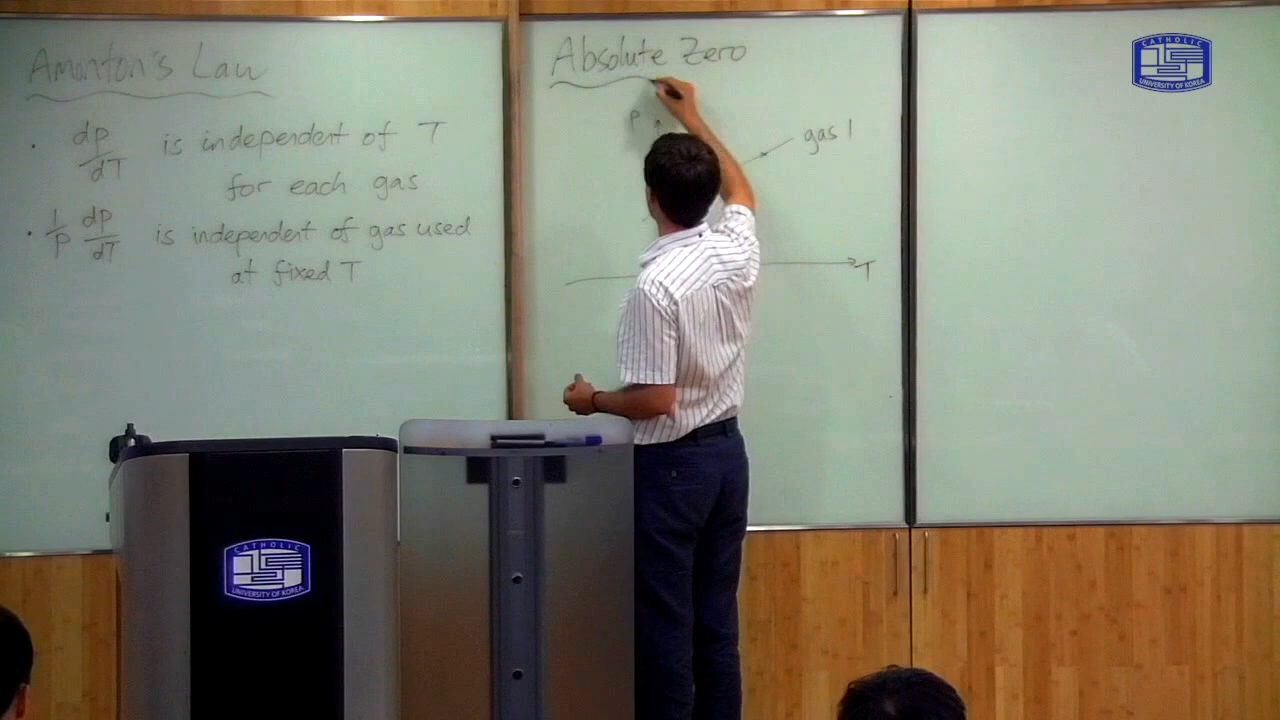 Amonton's Law
· dp/dT is independent of T
for each gas
· 1/p dp/dT is independent of gas used
at fixed T
Absolute Zero
P
gas 1
T
CATHOLIC
UNIVERSITY OF KOREA
CATHOLIC
UNIVERSITY OF KOREA